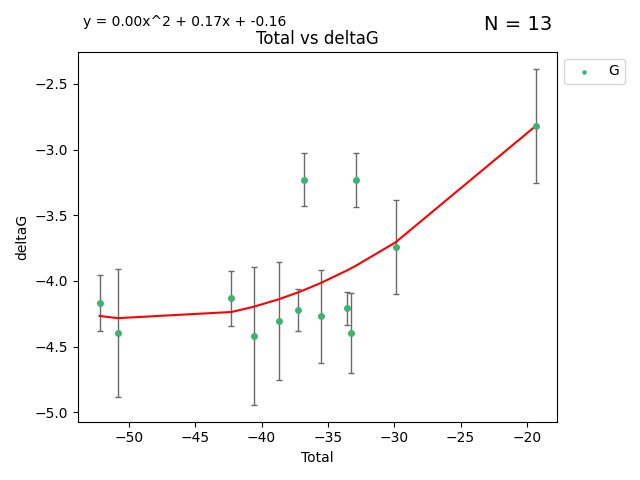 y = 0.00x^2 + 0.17x + -0.16
N = 13
Total vs deltaG
G
−2.5
−3.0
−3.5
−4.0
−4.5
−5.0
deltaG
−50 −45 −40 −35 −30 −25 −20
Total